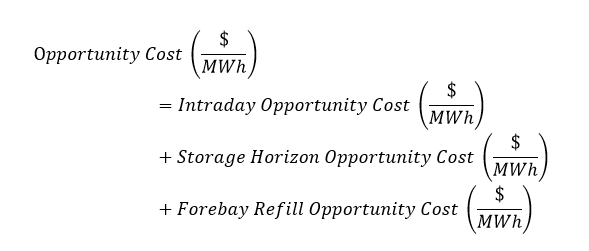 Opportunity Cost ($/MWh)
= Intraday Opportunity Cost ($/MWh)
+ Storage Horizon Opportunity Cost ($/MWh)
+ Forebay Refill Opportunity Cost ($/MWh)